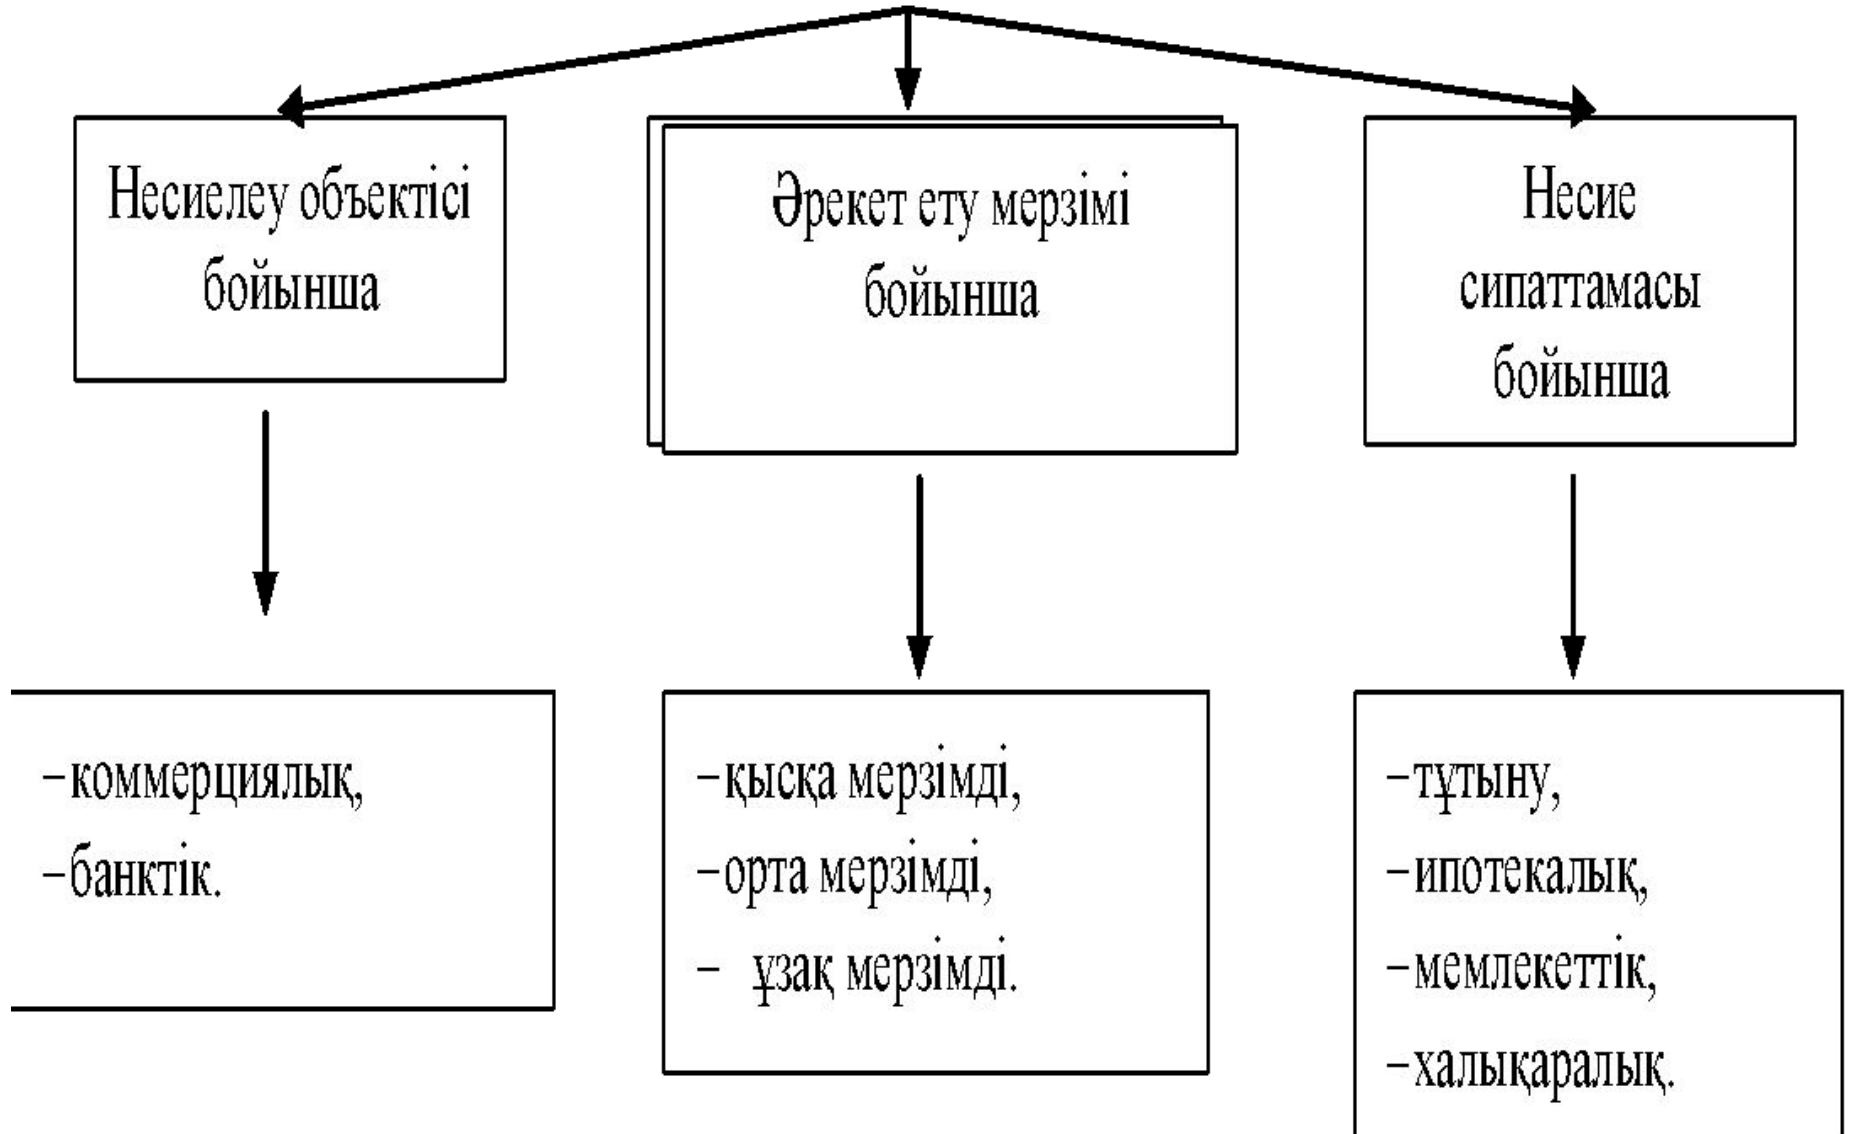 Несиелеу объектісі
бойынша
Әрекет ету мерзімі
бойынша
Несие
сипаттамасы
бойынша
–коммерциялық,
–банктік.
–қысқа мерзімді,
–орта мерзімді,
– ұзақ мерзімді.
–тұтыну,
–ипотекалық,
–мемлекеттік,
–халықаралық.